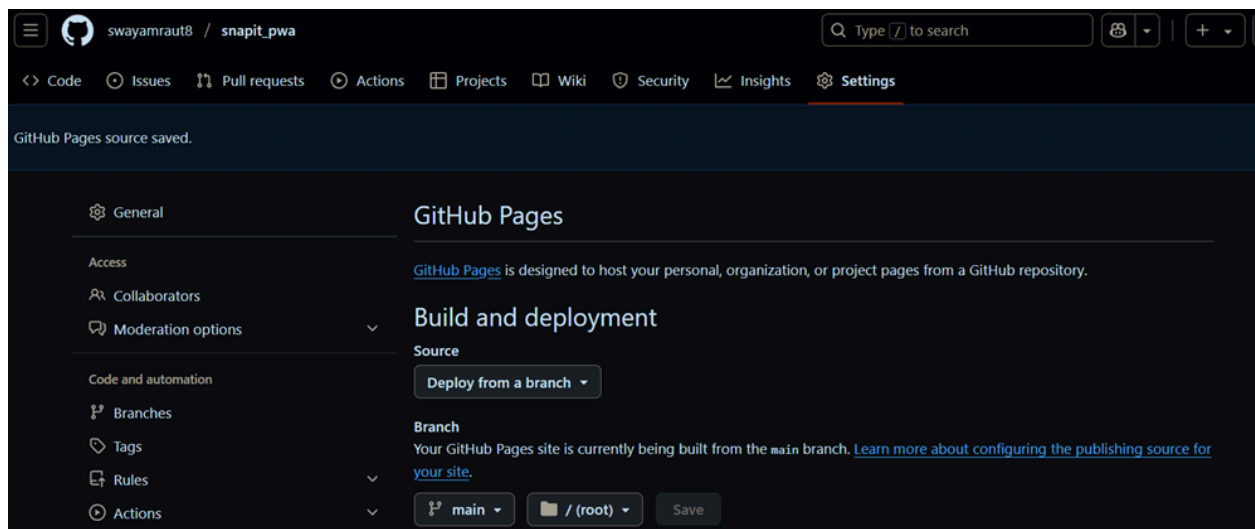 swayamraut8 / snapit_pwa
Type / to search
Code Issues Pull requests Actions Projects Wiki Security Insights Settings
GitHub Pages source saved.
General
Access
Collaborators
Moderation options
Code and automation
Branches
Tags
Rules
Actions
GitHub Pages
GitHub Pages is designed to host your personal, organization, or project pages from a GitHub repository.
Build and deployment
Source
Deploy from a branch
Branch
Your GitHub Pages site is currently being built from the main branch. Learn more about configuring the publishing source for
your site.
main / (root) Save